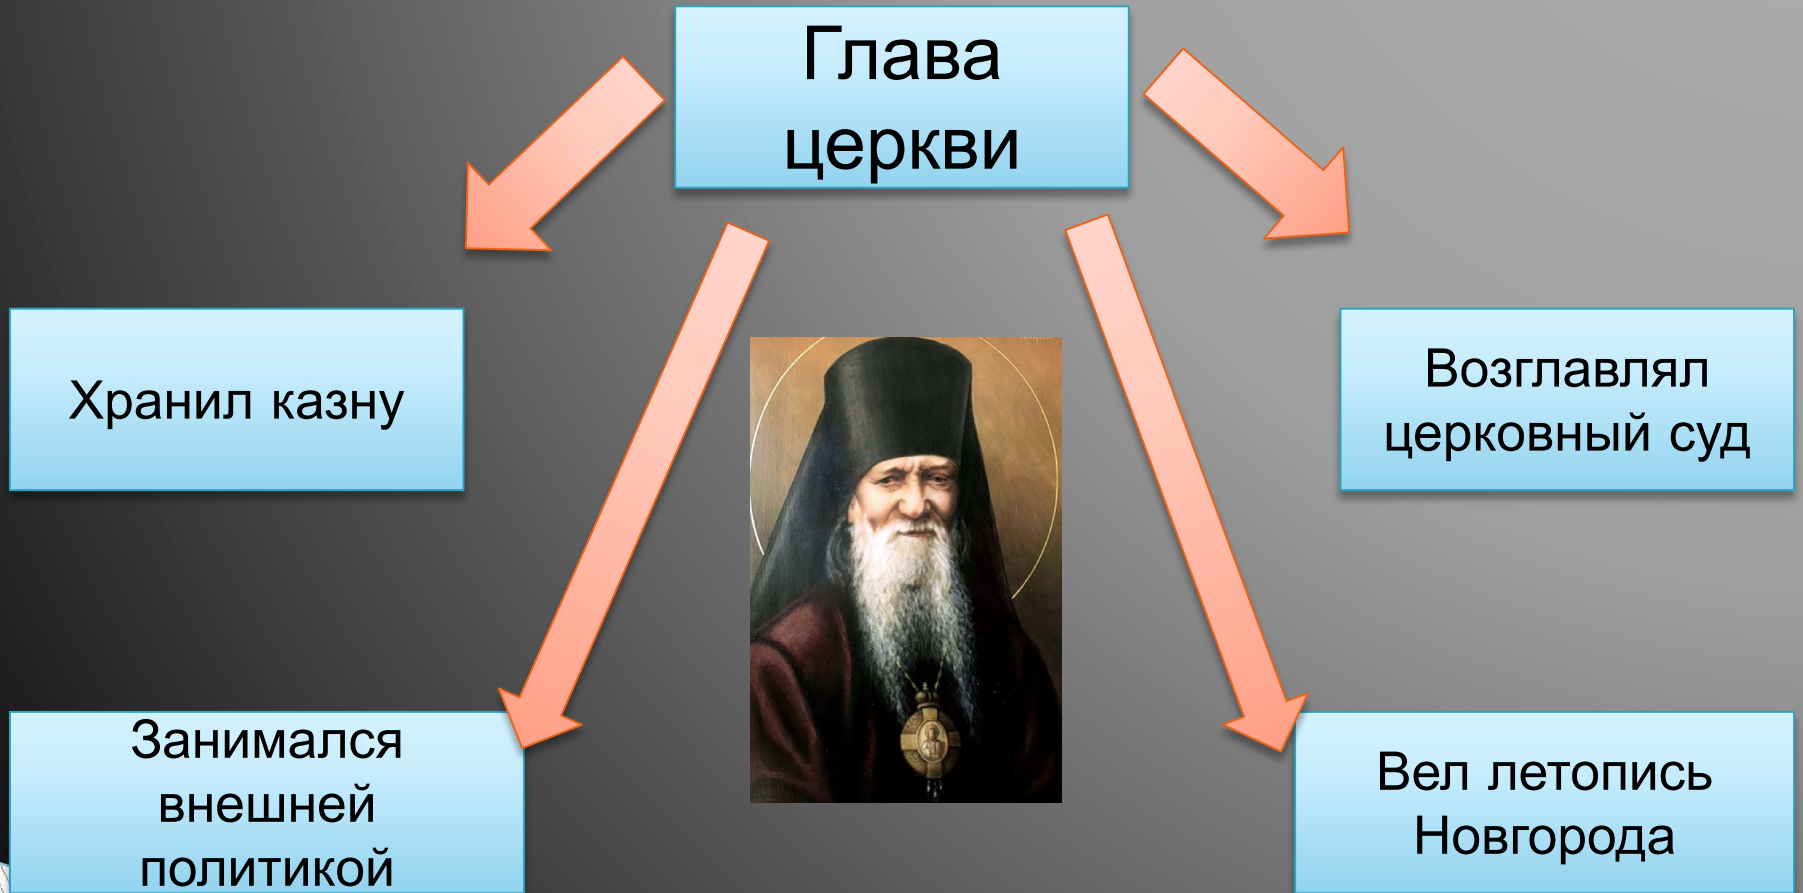 Глава
церкви
Хранил казну
Возглавлял
церковный суд
Занимался
внешней
политикой
Вел летопись
Новгорода